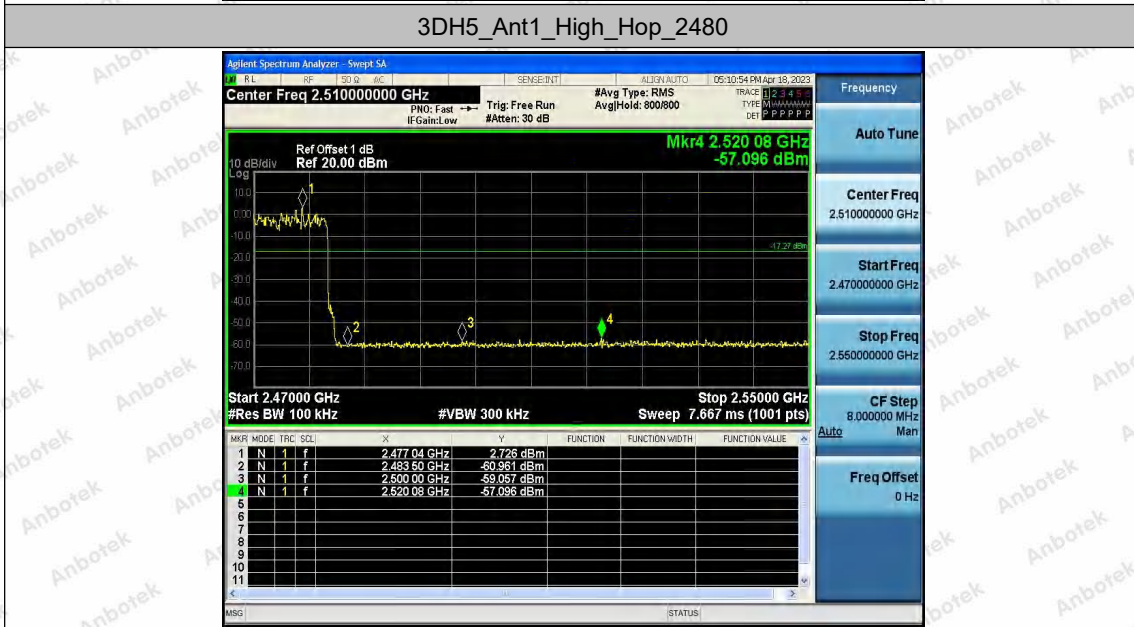 3DH5_Ant1_High_Hop_2480
Agilent Spectrum Analyzer - Swept SA
RL RF 50 Ω AC SENSE:INT ALIGN AUTO 05:10:54 PM Apr 18, 2023
Center Freq 2.510000000 GHz
PNO: Fast
IFGain:Low
Trig: Free Run
#Atten: 30 dB
#Avg Type: RMS
Avg|Hold: 800/800
TRACE 1 2 3 4 5 6
TYPE M
DET P P P P P P
Mkr4 2.520 08 GHz
-57.096 dBm
Ref Offset 1 dB
10 dB/div Ref 20.00 dBm
Log
10.0
0.00
-10.0
-20.0
-30.0
-40.0
-50.0
-60.0
-70.0
1
2
3
4
-17.27 dBm
Start 2.47000 GHz Stop 2.55000 GHz
#Res BW 100 kHz #VBW 300 kHz Sweep 7.667 ms (1001 pts)
MKR MODE TRC SCL X Y FUNCTION FUNCTION WIDTH FUNCTION VALUE
1 N 1 f 2.477 04 GHz 2.726 dBm
2 N 1 f 2.483 50 GHz -60.961 dBm
3 N 1 f 2.500 00 GHz -59.057 dBm
4 N 1 f 2.520 08 GHz -57.096 dBm
5
6
7
8
9
10
11
MSG STATUS
Frequency
Auto Tune
Center Freq
2.510000000 GHz
Start Freq
2.470000000 GHz
Stop Freq
2.550000000 GHz
CF Step
8.000000 MHz
Auto Man
Freq Offset
0 Hz
Anbotek